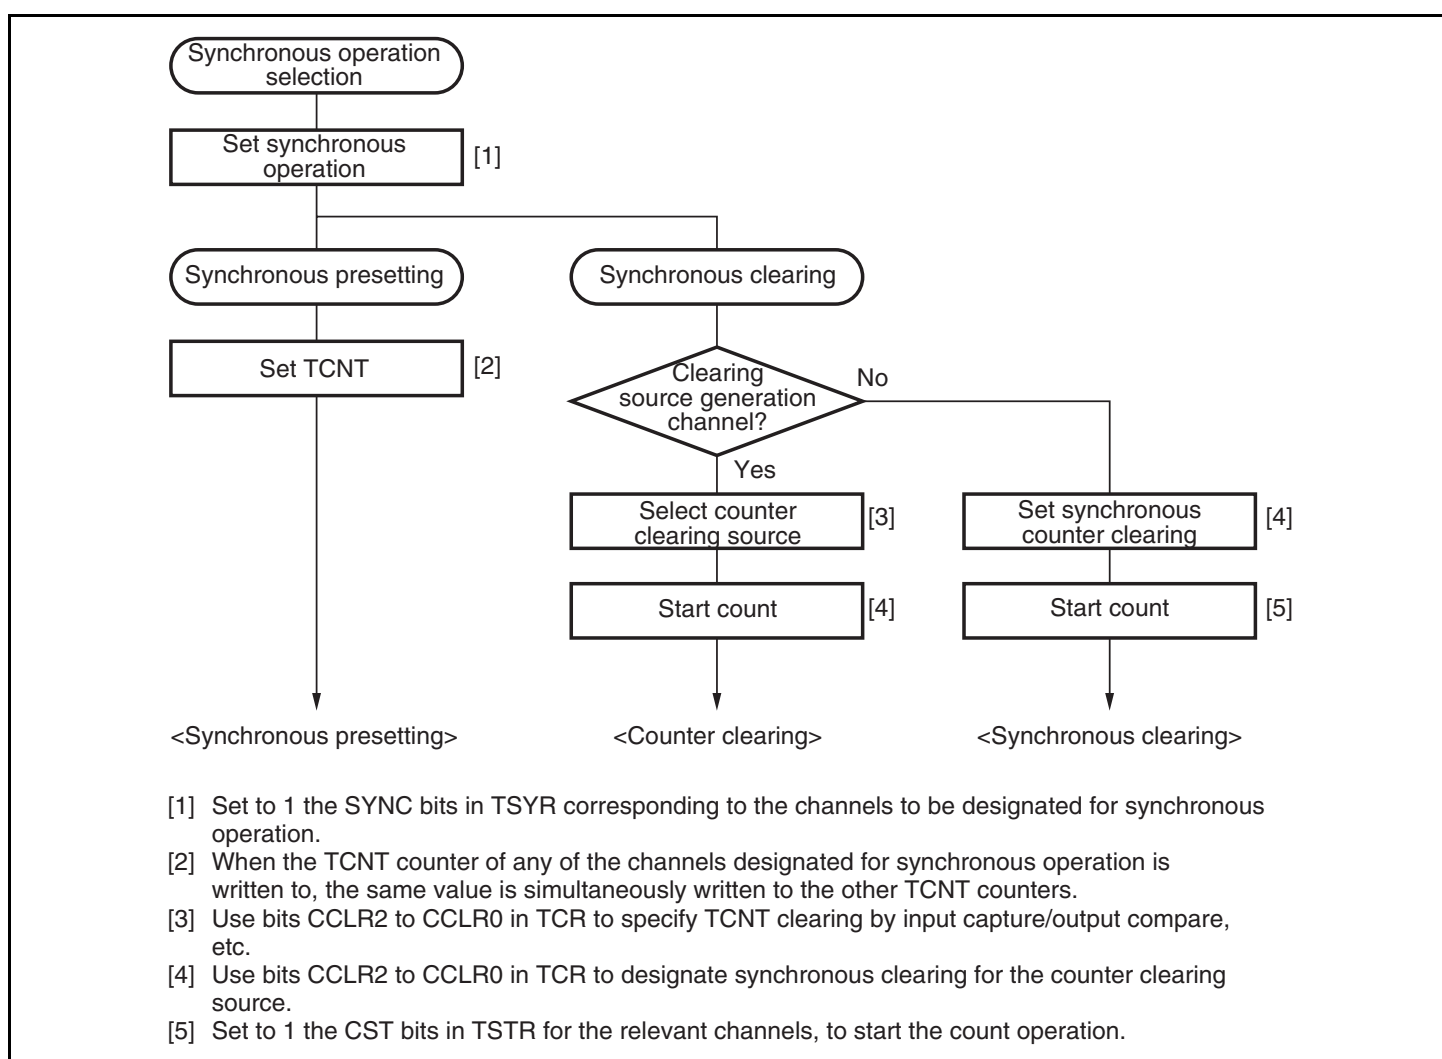 Synchronous operation
selection
Set synchronous
operation
[1]
Synchronous presetting
Synchronous clearing
Set TCNT
[2]
Clearing
source generation
channel?
No
Yes
Select counter
clearing source
[3]
Set synchronous
counter clearing
[4]
Start count
[4]
Start count
[5]
<Synchronous presetting>
<Counter clearing>
<Synchronous clearing>
[1] Set to 1 the SYNC bits in TSYR corresponding to the channels to be designated for synchronous
operation.
[2] When the TCNT counter of any of the channels designated for synchronous operation is
written to, the same value is simultaneously written to the other TCNT counters.
[3] Use bits CCLR2 to CCLR0 in TCR to specify TCNT clearing by input capture/output compare,
etc.
[4] Use bits CCLR2 to CCLR0 in TCR to designate synchronous clearing for the counter clearing
source.
[5] Set to 1 the CST bits in TSTR for the relevant channels, to start the count operation.